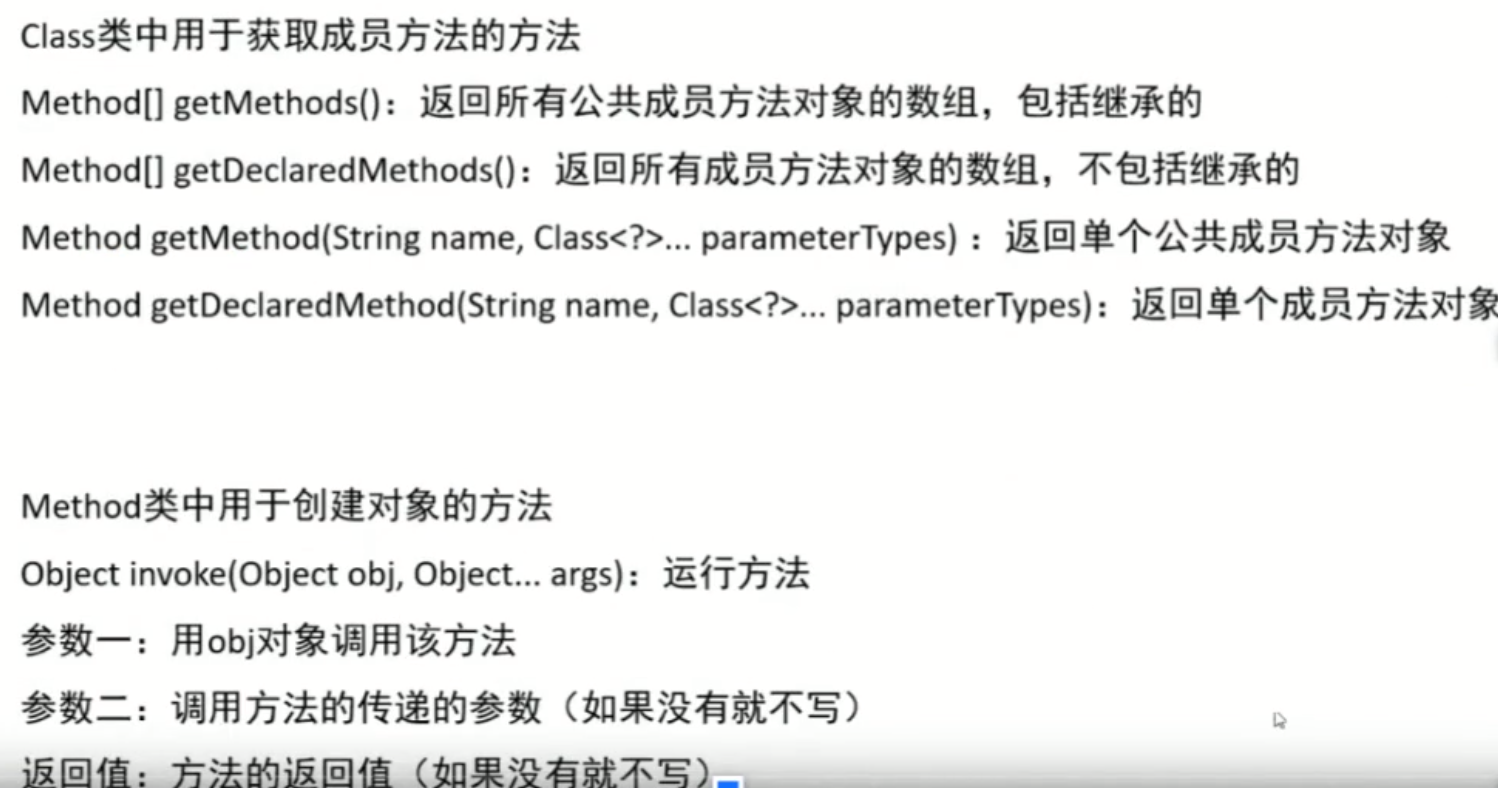 Class类中用于获取成员方法的方法
Method[] getMethods()：返回所有公共成员方法对象的数组，包括继承的
Method[] getDeclaredMethods()：返回所有成员方法对象的数组，不包括继承的
Method getMethod(String name, Class<?>... parameterTypes) ：返回单个公共成员方法对象
Method getDeclaredMethod(String name, Class<?>... parameterTypes)：返回单个成员方法对象
Method类中用于创建对象的方法
Object invoke(Object obj, Object... args)：运行方法
参数一：用obj对象调用该方法
参数二：调用方法的传递的参数（如果没有就不写）
返回值：方法的返回值（如果没有就不写）